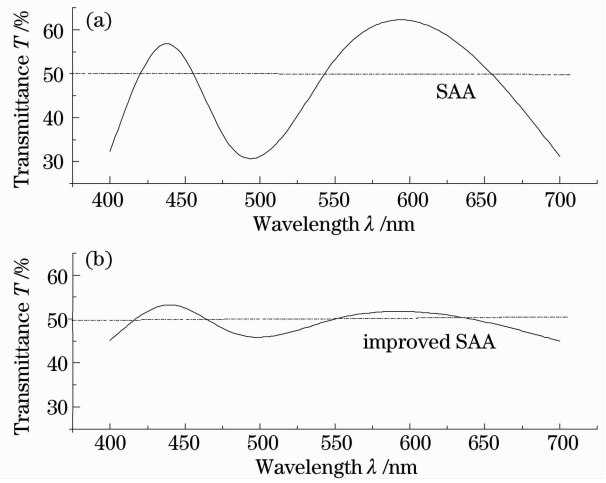 (a)
Transmittance T /%
60
50
40
30
SAA
400 450 500 550 600 650 700
Wavelength λ /nm
(b)
Transmittance T /%
60
50
40
30
improved SAA
400 450 500 550 600 650 700
Wavelength λ /nm